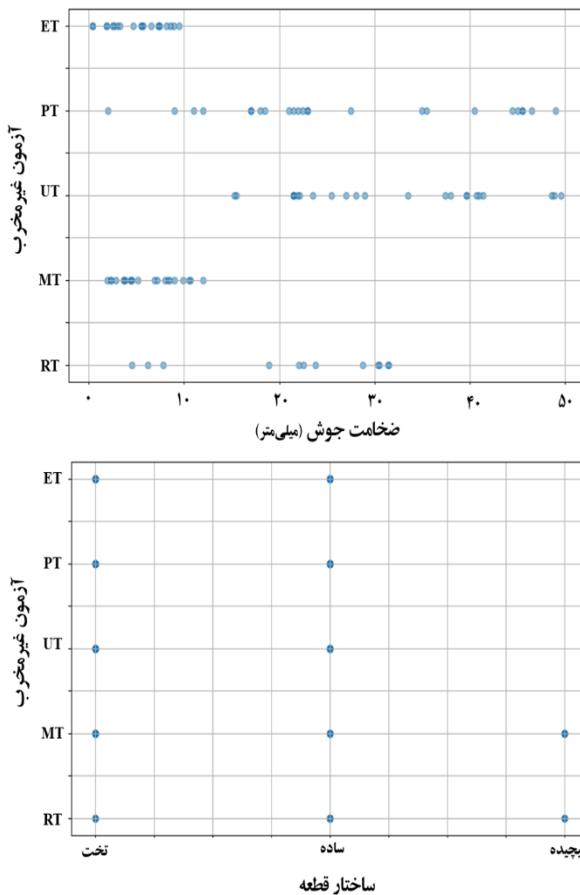 ET
PT
UT
MT
RT
آزمون غیرمخرب
۰ ۱۰ ۲۰ ۳۰ ۴۰ ۵۰
ضخامت جوش (میلی‌متر)
ET
PT
UT
MT
RT
آزمون غیرمخرب
تخت ساده پیچیده
ساختار قطعه